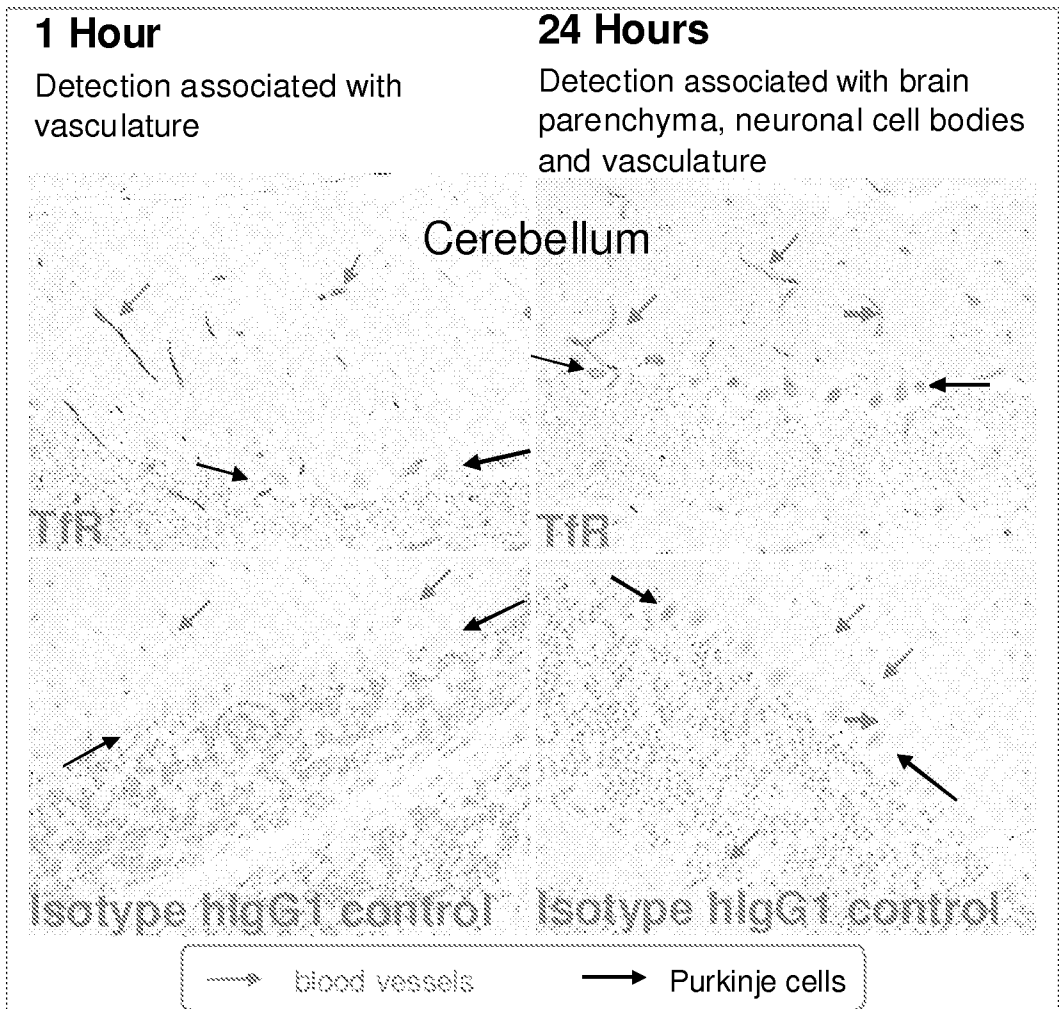 1 Hour
Detection associated with
vasculature
24 Hours
Detection associated with brain
parenchyma, neuronal cell bodies
and vasculature
Cerebellum
TfR
TfR
Isotype hIgG1 control
Isotype hIgG1 control
blood vessels
Purkinje cells